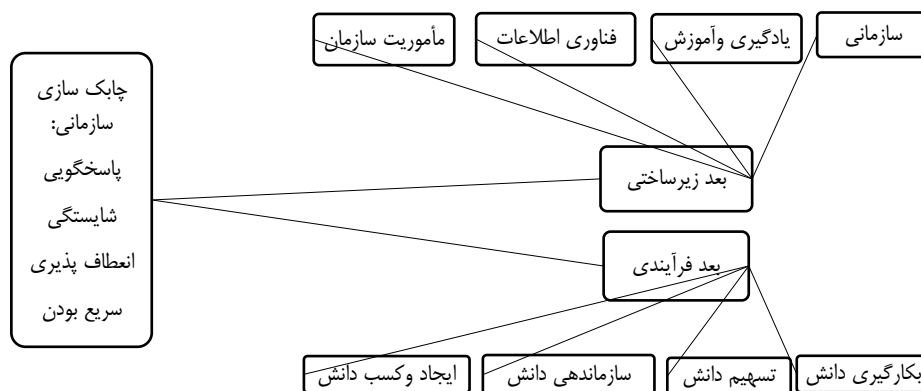 سازمانی
یادگیری وآموزش
فناوری اطلاعات
مأموریت سازمان
چابک سازی
سازمانی:
پاسخگویی
شایستگی
انعطاف پذیری
سریع بودن
بعد زیرساختی
بعد فرآیندی
بکارگیری دانش
تسهیم دانش
سازماندهی دانش
ایجاد وکسب دانش